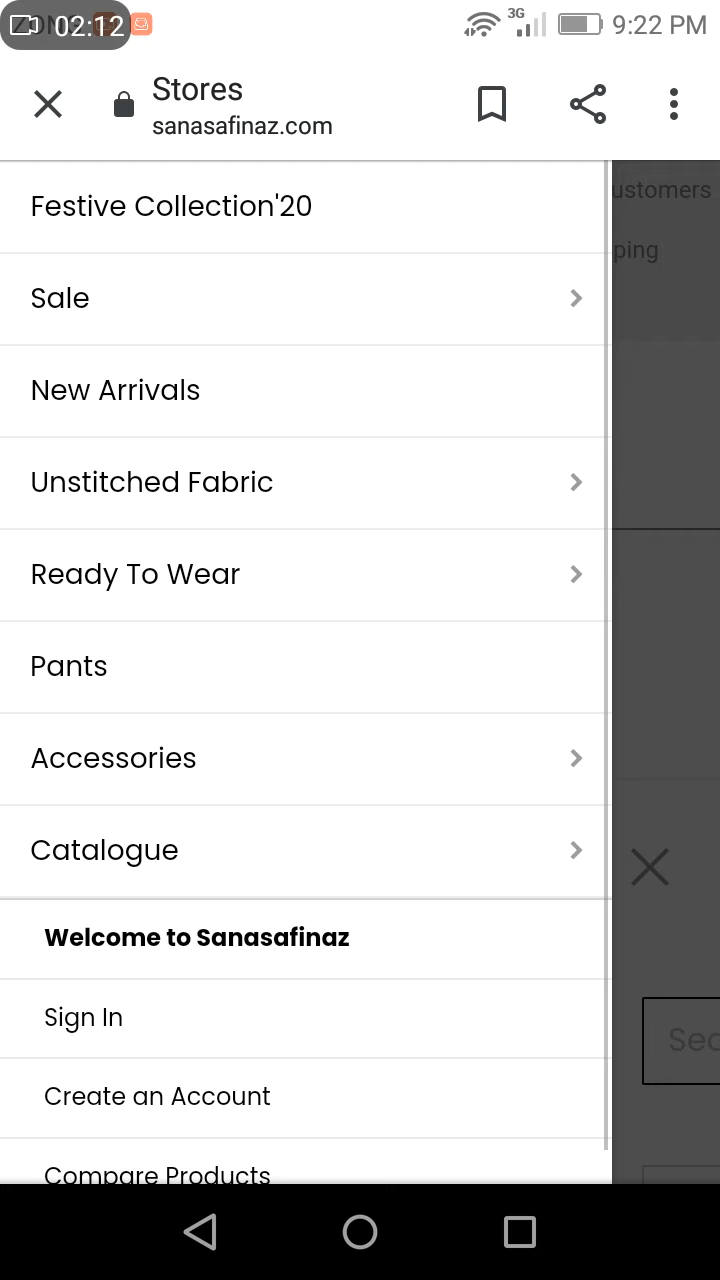 02:12
3G
9:22 PM
Stores
sanasafinaz.com
Festive Collection'20
ustomers
ping
Sale
New Arrivals
Unstitched Fabric
Ready To Wear
Pants
Accessories
Catalogue
Welcome to Sanasafinaz
Sign In
Sea
Create an Account
Compare Products